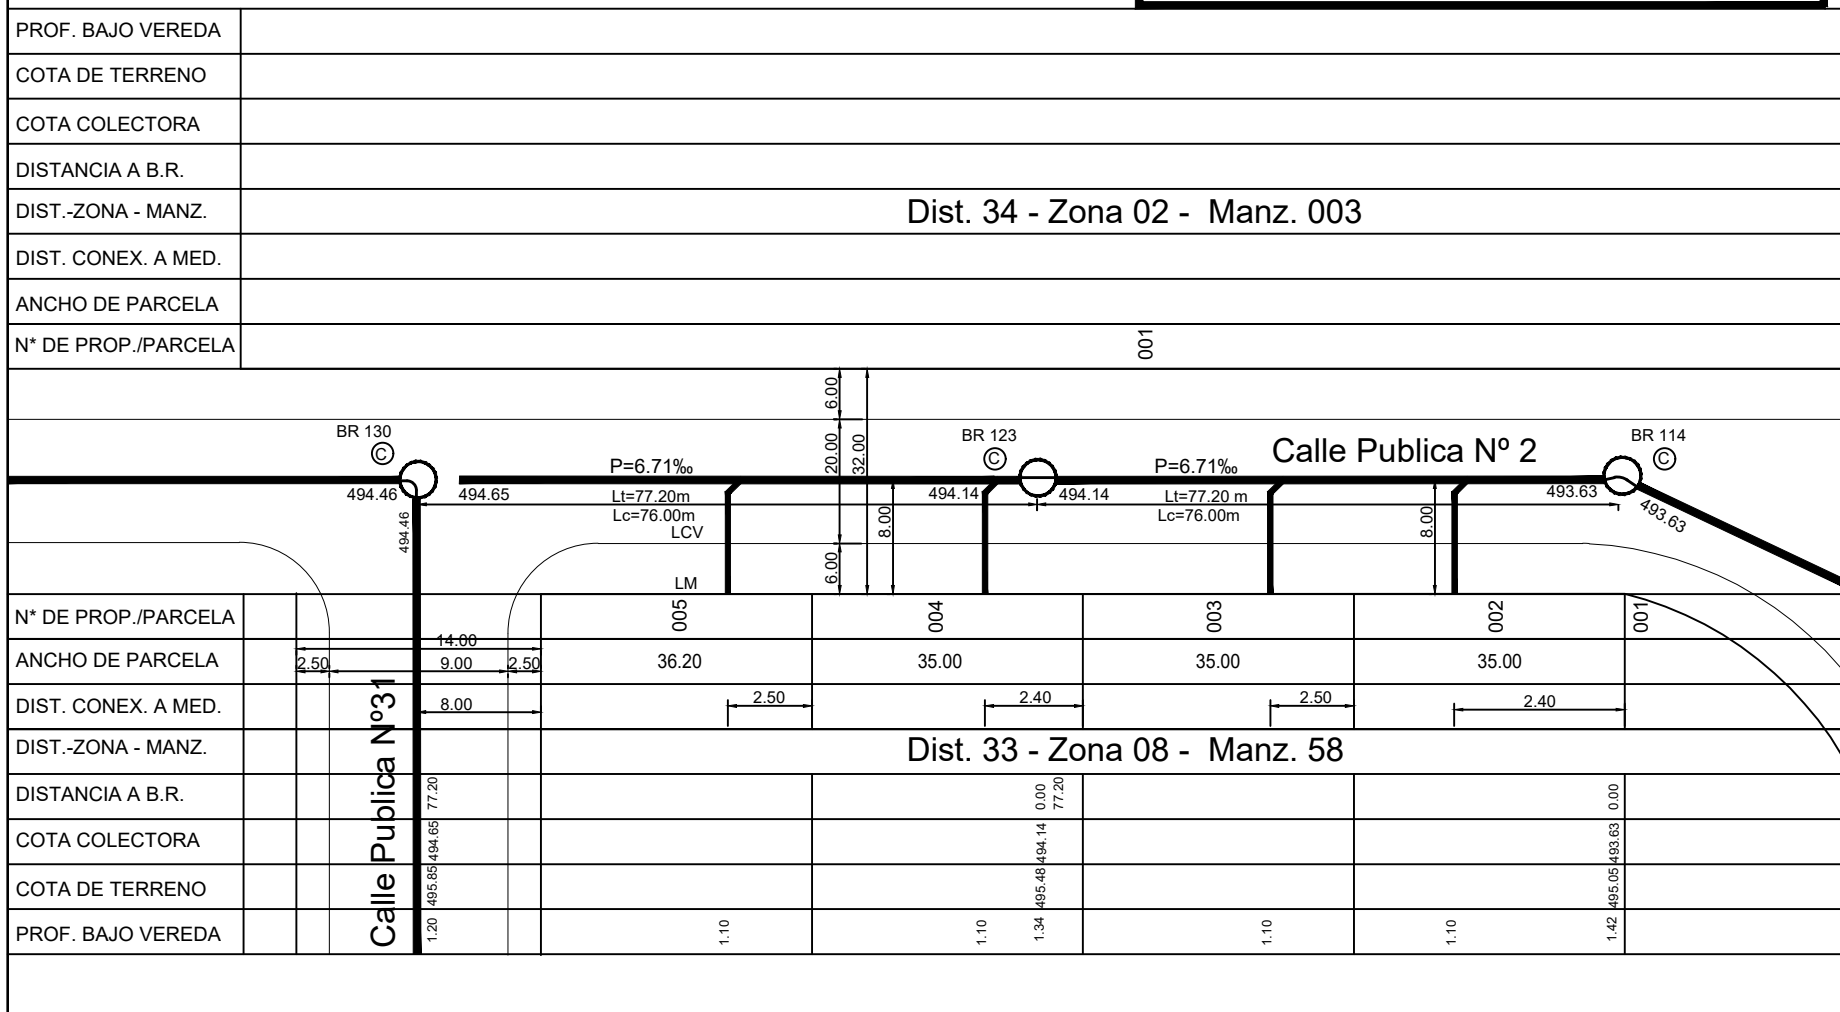 PROF. BAJO VEREDA
COTA DE TERRENO
COTA COLECTORA
DISTANCIA A B.R.
DIST.-ZONA - MANZ.
Dist. 34 - Zona 02 - Manz. 003
DIST. CONEX. A MED.
ANCHO DE PARCELA
N* DE PROP./PARCELA
001
6.00
20.00
32.00
BR 130
C
BR 123
C
Calle Publica Nº 2
BR 114
C
P=6.71‰
P=6.71‰
494.46
494.65
Lt=77.20m
494.14
494.14
Lt=77.20 m
493.63
493.63
Lc=76.00m
Lc=76.00m
494.46
LCV
8.00
8.00
6.00
LM
N* DE PROP./PARCELA
005
004
003
002
001
14.00
ANCHO DE PARCELA
2.50
9.00
2.50
36.20
35.00
35.00
35.00
DIST. CONEX. A MED.
8.00
2.50
2.40
2.50
2.40
Calle Publica Nº31
DIST.-ZONA - MANZ.
Dist. 33 - Zona 08 - Manz. 58
DISTANCIA A B.R.
77.20
0.00
77.20
0.00
COTA COLECTORA
494.65
494.14
493.63
COTA DE TERRENO
495.85
495.48
495.05
PROF. BAJO VEREDA
1.20
1.10
1.10
1.34
1.10
1.10
1.42